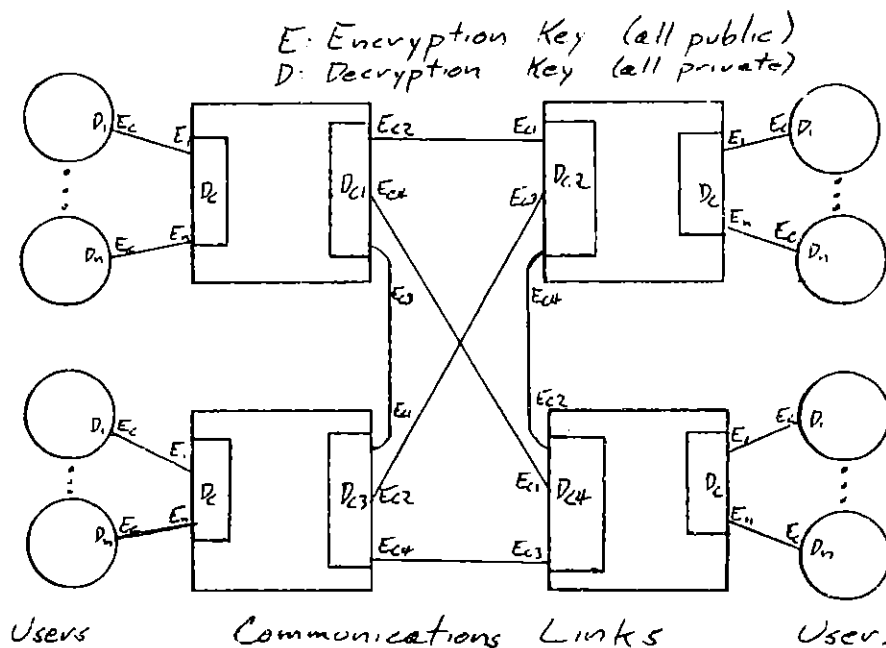 E: Encryption Key (all public)
D: Decryption Key (all private)
D1 Ec E1 Dc Dc1 Ec2 Ec1 Dc2 Dc E1 Ec D1
Ec4 Ec3
Dn Ec En En Ec Dn
Ec3 Ec4
D1 Ec E1 Ec1 Ec2 E1 Ec D1
Dc Dc3 Ec2 Ec1 Dc4 Dc
Dn Ec En Ec4 Ec3 En Ec Dn
Users Communications Links User